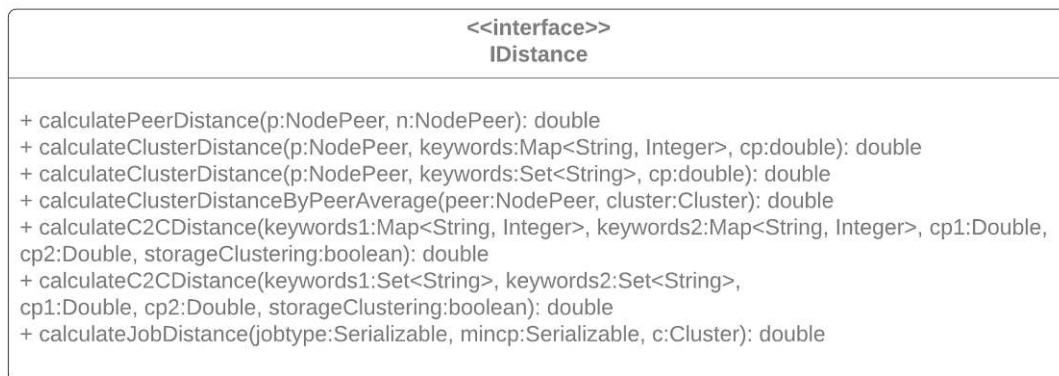 <<interface>>
IDistance
+ calculatePeerDistance(p:NodePeer, n:NodePeer): double
+ calculateClusterDistance(p:NodePeer, keywords:Map<String, Integer>, cp:double): double
+ calculateClusterDistance(p:NodePeer, keywords:Set<String>, cp:double): double
+ calculateClusterDistanceByPeerAverage(peer:NodePeer, cluster:Cluster): double
+ calculateC2CDistance(keywords1:Map<String, Integer>, keywords2:Map<String, Integer>, cp1:Double,
cp2:Double, storageClustering:boolean): double
+ calculateC2CDistance(keywords1:Set<String>, keywords2:Set<String>,
cp1:Double, cp2:Double, storageClustering:boolean): double
+ calculateJobDistance(jobtype:Serializable, mincp:Serializable, c:Cluster): double